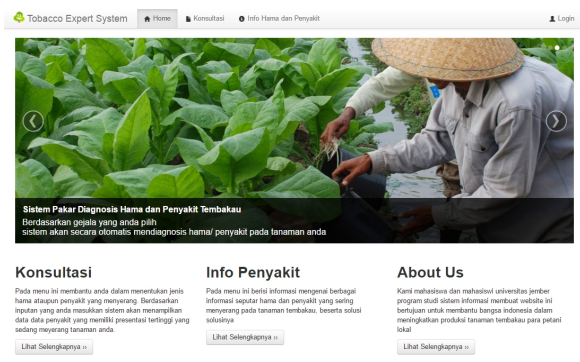 Tobacco Expert System Home Konsultasi Info Hama dan Penyakit Login
Sistem Pakar Diagnosis Hama dan Penyakit Tembakau
Berdasarkan gejala yang anda pilih
sistem akan secara otomatis mendiagnosis hama/ penyakit pada tanaman anda
Konsultasi
Pada menu ini membantu anda dalam menentukan jenis
hama ataupun penyakit yang menyerang. Berdasarkan
inputan yang anda masukkan sistem akan menampilkan
data data penyakit yang memiliki presentasi tertinggi yang
sedang meyerang tanaman anda.
Lihat Selengkapnya ››
Info Penyakit
Pada menu ini berisi informasi mengenai berbagai
informasi seputar hama dan penyakit yang sering
menyerang pada tanaman tembakau, beserta solusi
solusinya
Lihat Selengkapnya ››
About Us
Kami mahasiswa dan mahasiswi universitas jember
program studi sistem informasi membuat website ini
bertujuan untuk membantu bangsa indonesia dalam
meningkatkan produksi tanaman tembakau para petani
lokal
Lihat Selengkapnya ››